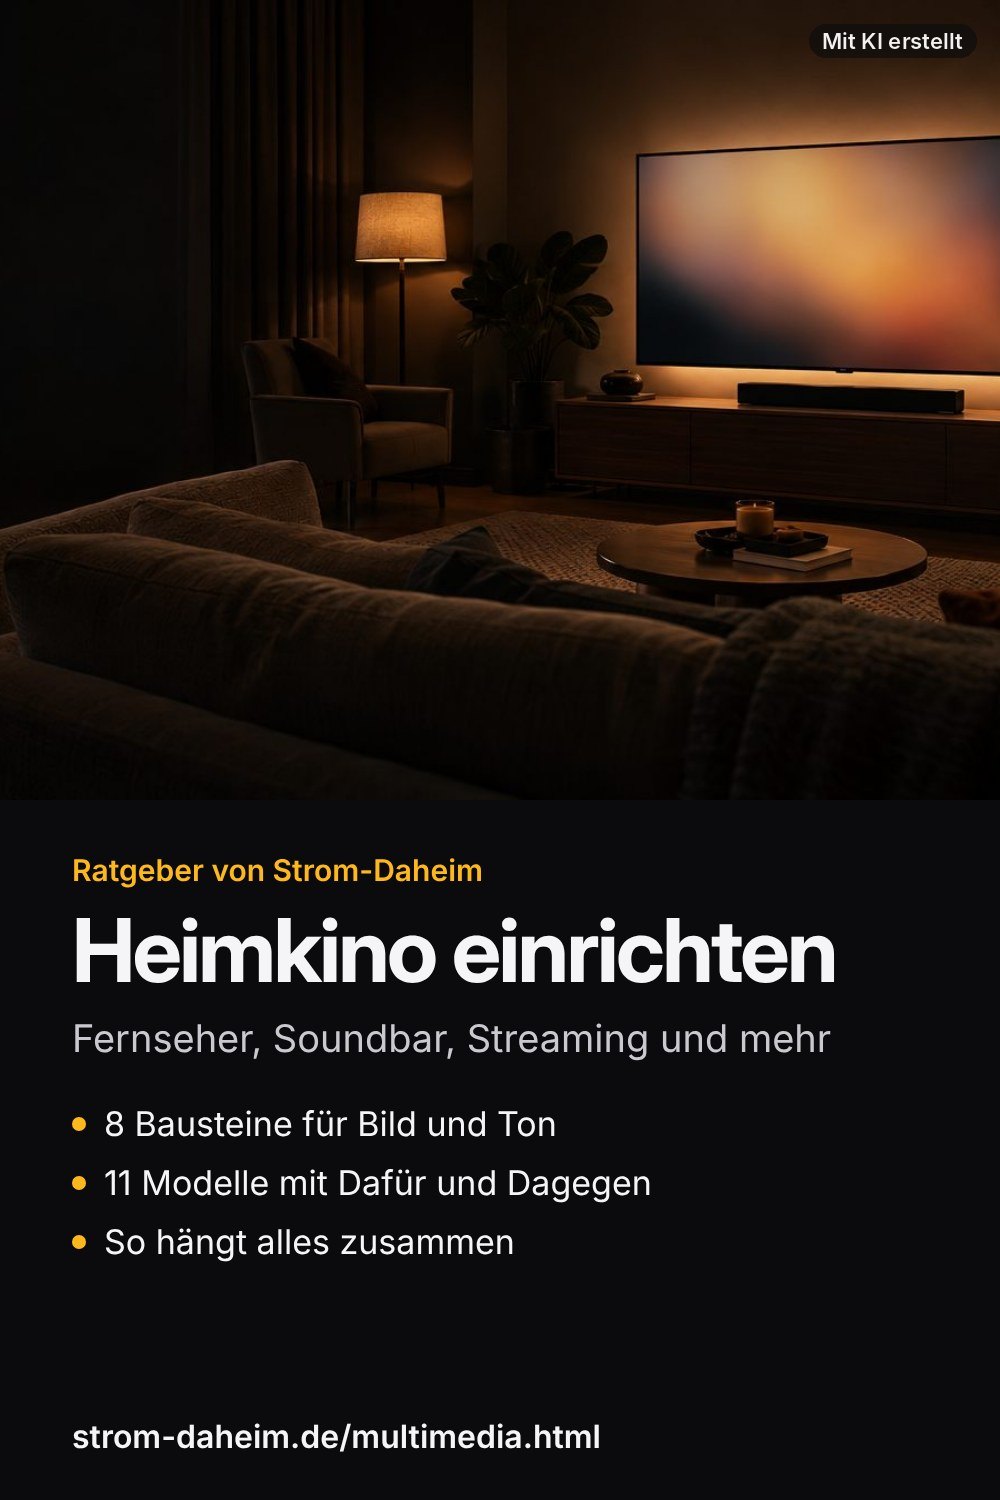 Mit KI erstellt
Ratgeber von Strom-Daheim
Heimkino einrichten
Fernseher, Soundbar, Streaming und mehr
8 Bausteine für Bild und Ton
11 Modelle mit Dafür und Dagegen
So hängt alles zusammen
strom-daheim.de/multimedia.html